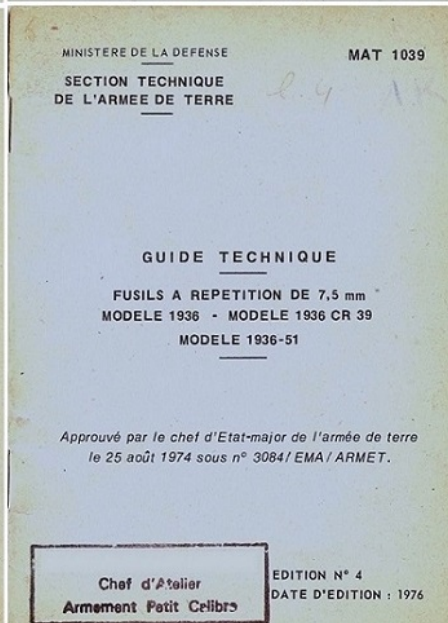 MINISTERE DE LA DEFENSE
MAT 1039
SECTION TECHNIQUE
DE L'ARMEE DE TERRE
GUIDE TECHNIQUE
FUSILS A REPETITION DE 7,5 mm
MODELE 1936 - MODELE 1936 CR 39
MODELE 1936-51
Approuvé par le chef d'Etat-major de l'armée de terre
le 25 août 1974 sous n° 3084/ EMA / ARMET.
Chef d'Atelier
Armement Petit Calibre
EDITION N° 4
DATE D'EDITION : 1976